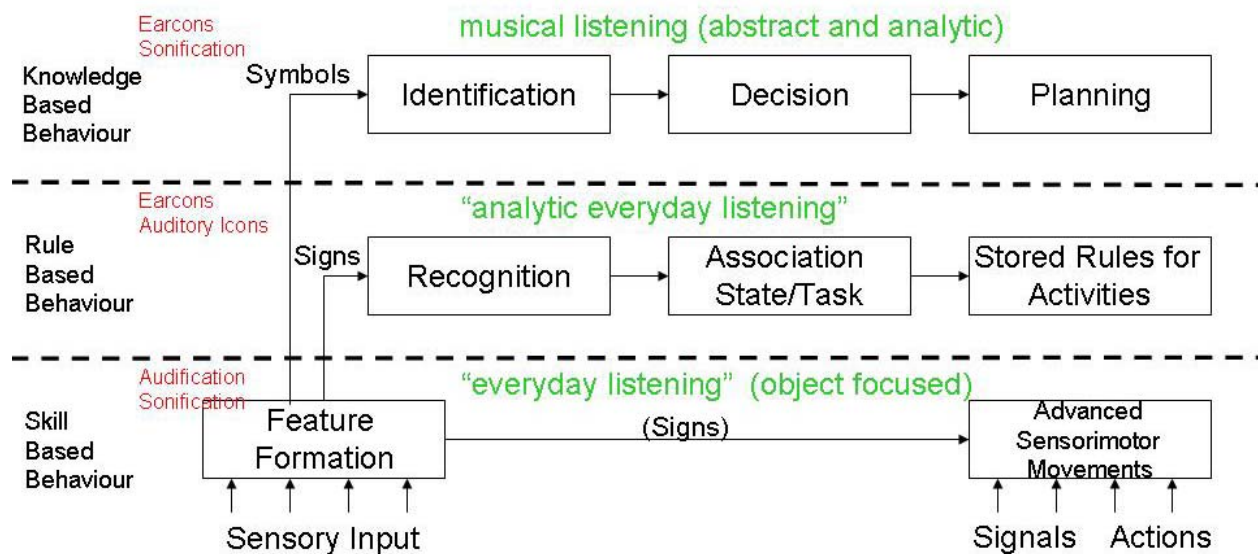 Earcons
Sonification
musical listening (abstract and analytic)
Knowledge
Based
Behaviour
Symbols
Identification
Decision
Planning
Earcons
Auditory Icons
"analytic everyday listening"
Rule
Based
Behaviour
Signs
Recognition
Association
State/Task
Stored Rules for
Activities
Audification
Sonification
"everyday listening" (object focused)
Skill
Based
Behaviour
Feature
Formation
(Signs)
Advanced
Sensorimotor
Movements
Sensory Input
Signals Actions